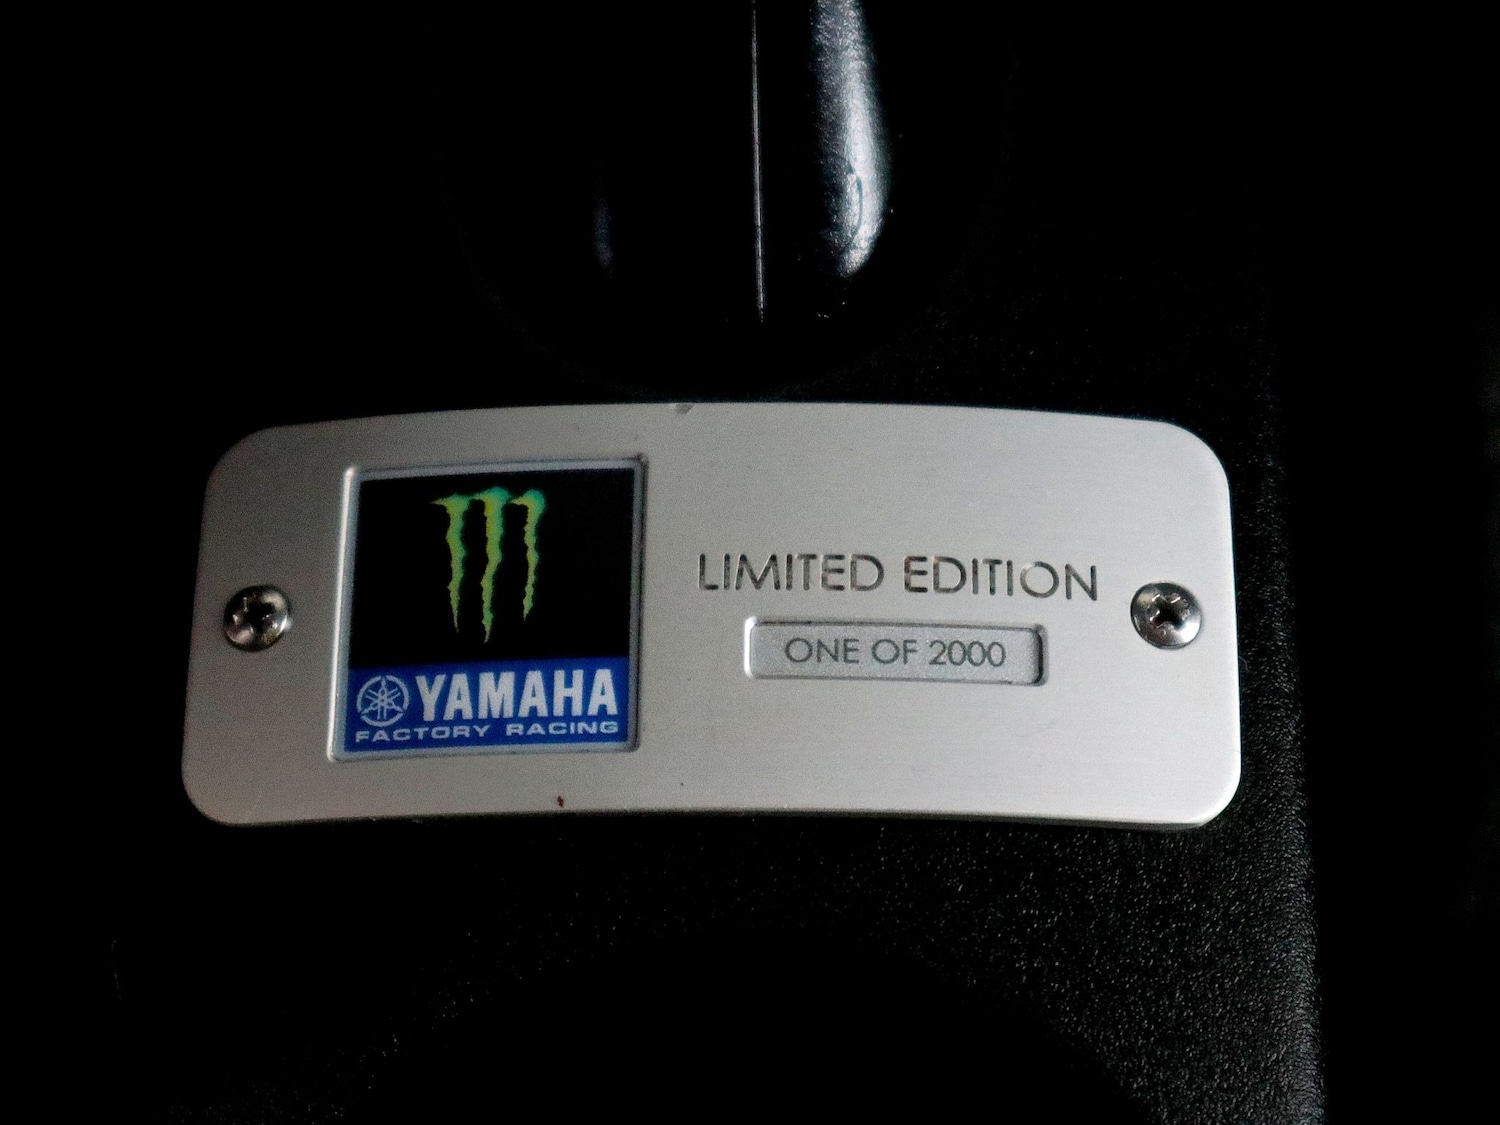 YAMAHA
FACTORY RACING
LIMITED EDITION
ONE OF 2000